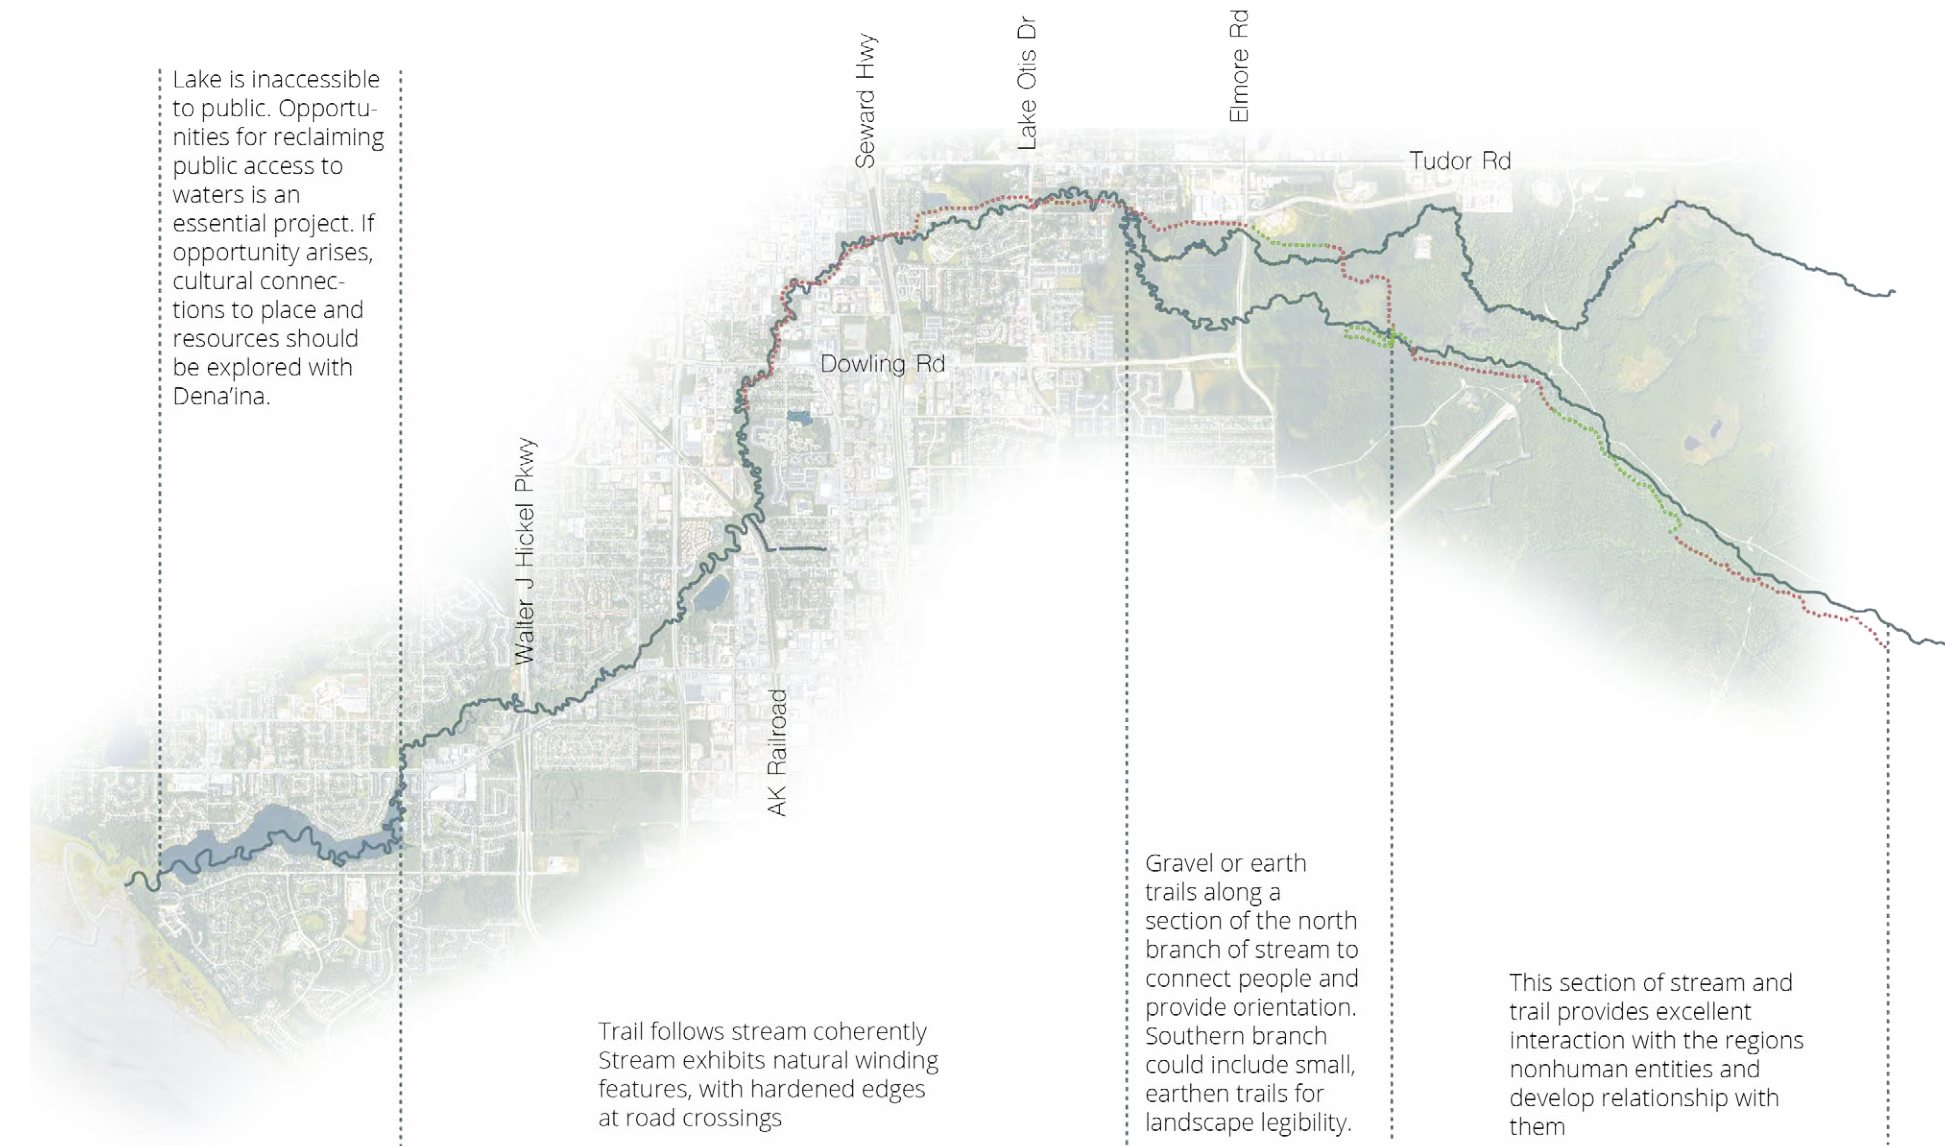 Lake is inaccessible
to public. Opportu-
nities for reclaiming
public access to
waters is an
essential project. If
opportunity arises,
cultural connec-
tions to place and
resources should
be explored with
Dena’ina.
Walter J Hickel Pkwy
Seward Hwy
Lake Otis Dr
Elmore Rd
Tudor Rd
Dowling Rd
AK Railroad
Trail follows stream coherently
Stream exhibits natural winding
features, with hardened edges
at road crossings
Gravel or earth
trails along a
section of the north
branch of stream to
connect people and
provide orientation.
Southern branch
could include small,
earthen trails for
landscape legibility.
This section of stream and
trail provides excellent
interaction with the regions
nonhuman entities and
develop relationship with
them